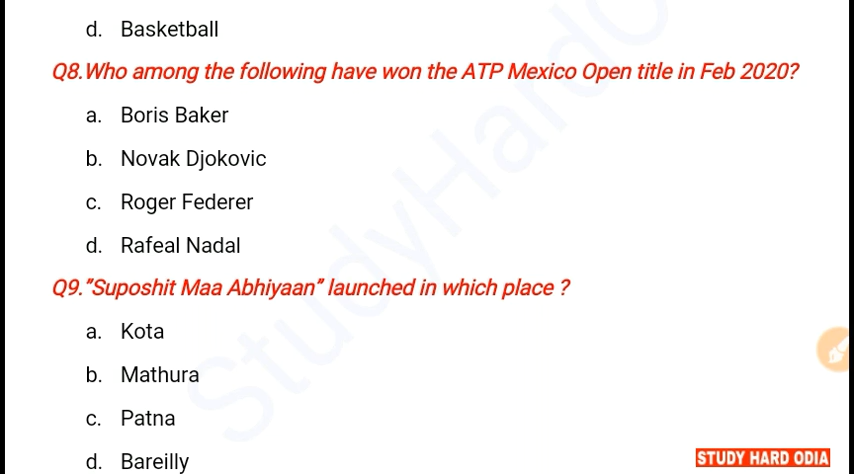 d. Basketball
Q8.Who among the following have won the ATP Mexico Open title in Feb 2020?
a. Boris Baker
b. Novak Djokovic
c. Roger Federer
d. Rafeal Nadal
Q9."Suposhit Maa Abhiyaan" launched in which place ?
a. Kota
b. Mathura
c. Patna
d. Bareilly
STUDY HARD ODIA
StudyHardO